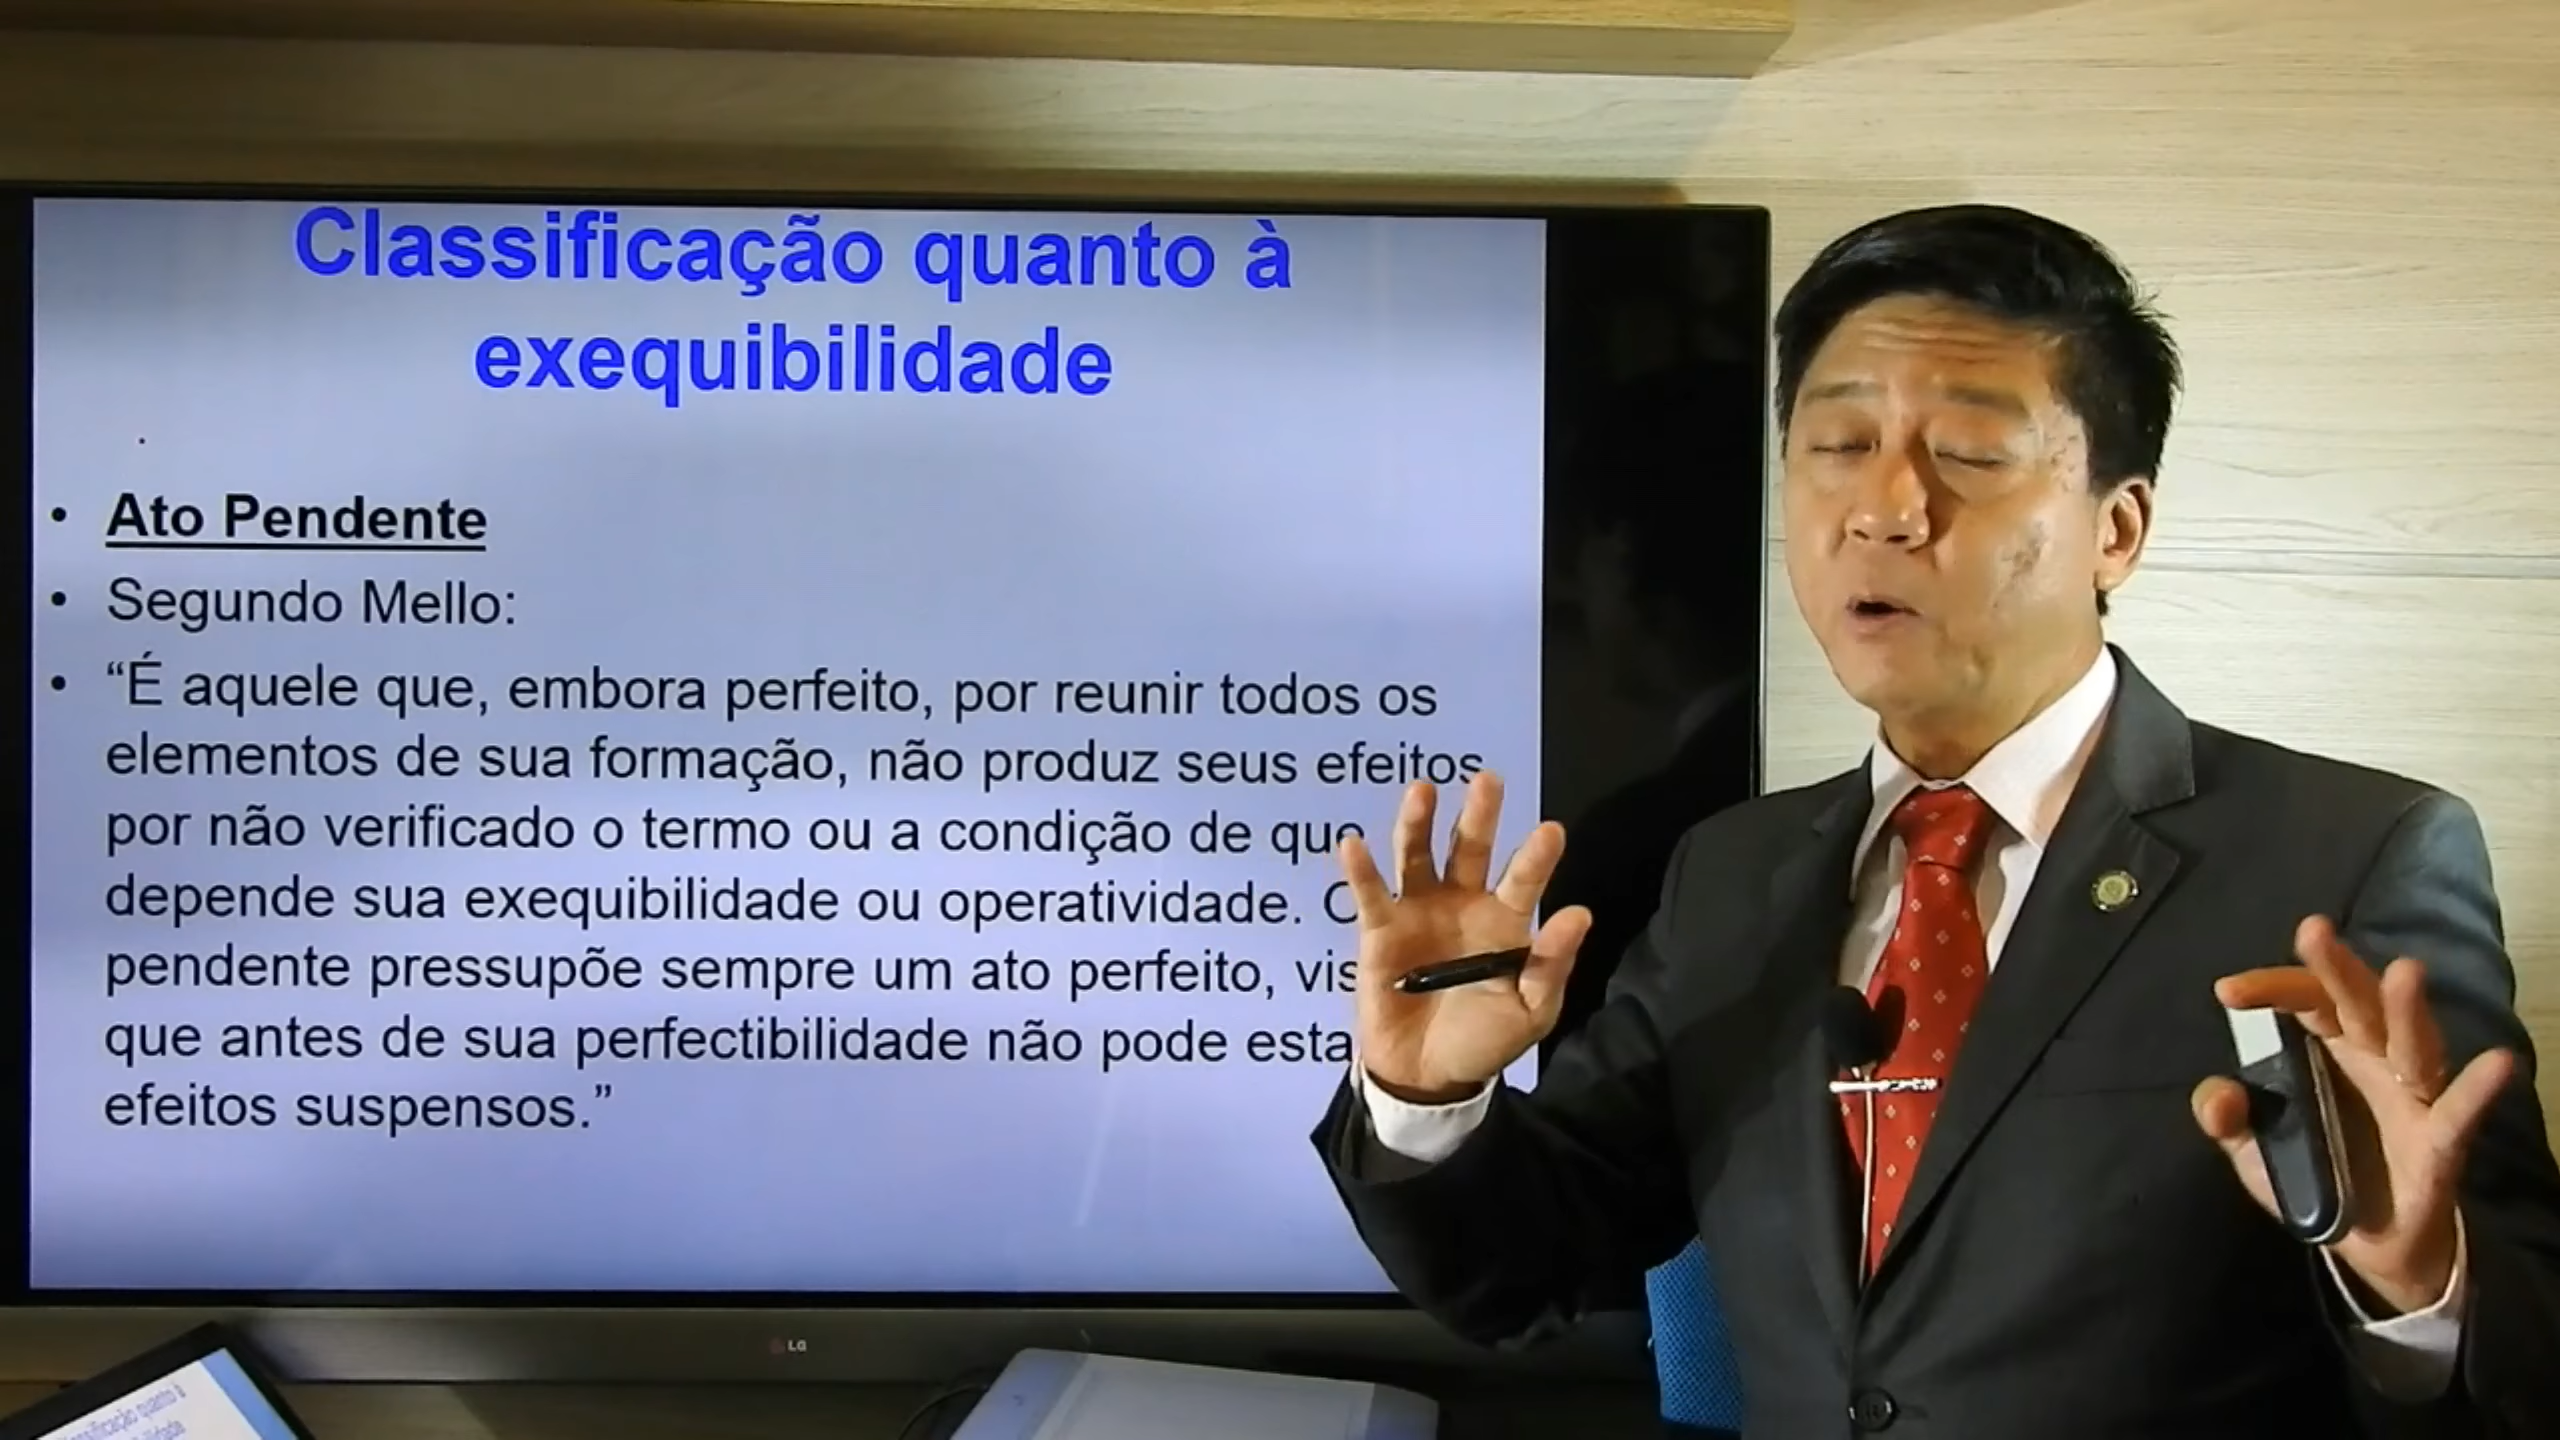 Classificação quanto à
exequibilidade
• Ato Pendente
• Segundo Mello:
• “É aquele que, embora perfeito, por reunir todos os
elementos de sua formação, não produz seus efeitos
por não verificado o termo ou a condição de que
depende sua exequibilidade ou operatividade.
pendente pressupõe sempre um ato perfeito,
que antes de sua perfectibilidade não pode
efeitos suspensos.”
LG
quanto à